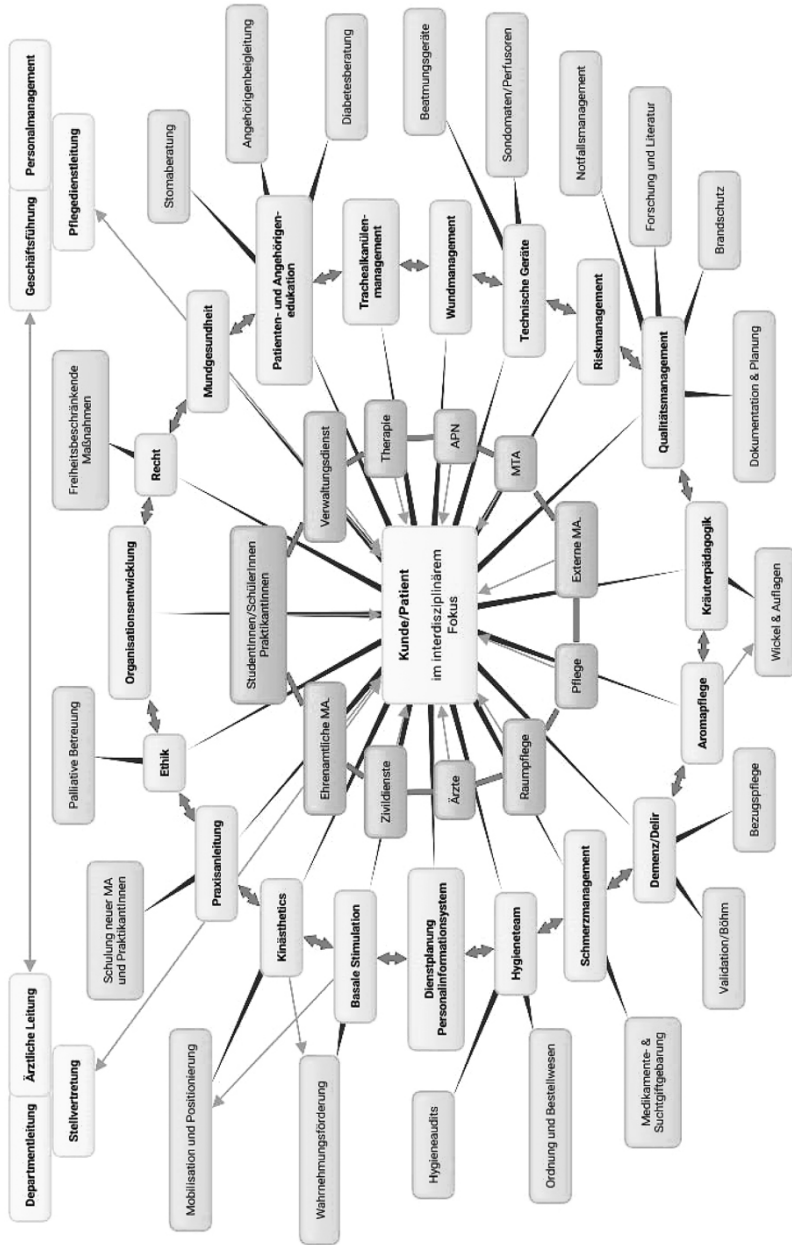 Departmentleitung
Ärztliche Leitung
Geschäftsführung
Personalmanagement
Stellvertretung
Pflegedienstleitung
Schulung neuer MA
und PraktikantInnen
Palliative Betreuung
Freiheitsbeschränkende
Maßnahmen
Stomaberatung
Angehörigenbeigleitung
Diabetesberatung
Mobilisation und Positionierung
Praxisanleitung
Ethik
Organisationsentwicklung
Recht
Mundgesundheit
Patienten- und Angehörigen-
edukation
Wahrnehmungsförderung
Kinästhetics
Basale Stimulation
Ehrenamtliche MA.
StudentInnen/SchülerInnen
PraktikantInnen
Verwaltungsdienst
Trachealkanülen-
management
Beatmungsgeräte
Zivildienste
Therapie
Dienstplanung
Personalinformationsystem
Ärzte
Kunde/Patient
im interdisziplinärem
Fokus
APN
Wundmanagement
Sondomaten/Perfusoren
Hygieneaudits
Hygieneteam
Raumpflege
Pflege
Externe MA.
MTA
Technische Geräte
Ordnung und Bestellwesen
Schmerzmanagement
Riskmanagement
Notfallsmanagement
Medikamente- &
Suchtgiftgebarung
Demenz/Delir
Aromapflege
Kräuterpädagogik
Qualitätsmanagement
Forschung und Literatur
Validation/Böhm
Bezugspflege
Wickel & Auflagen
Dokumentation & Planung
Brandschutz